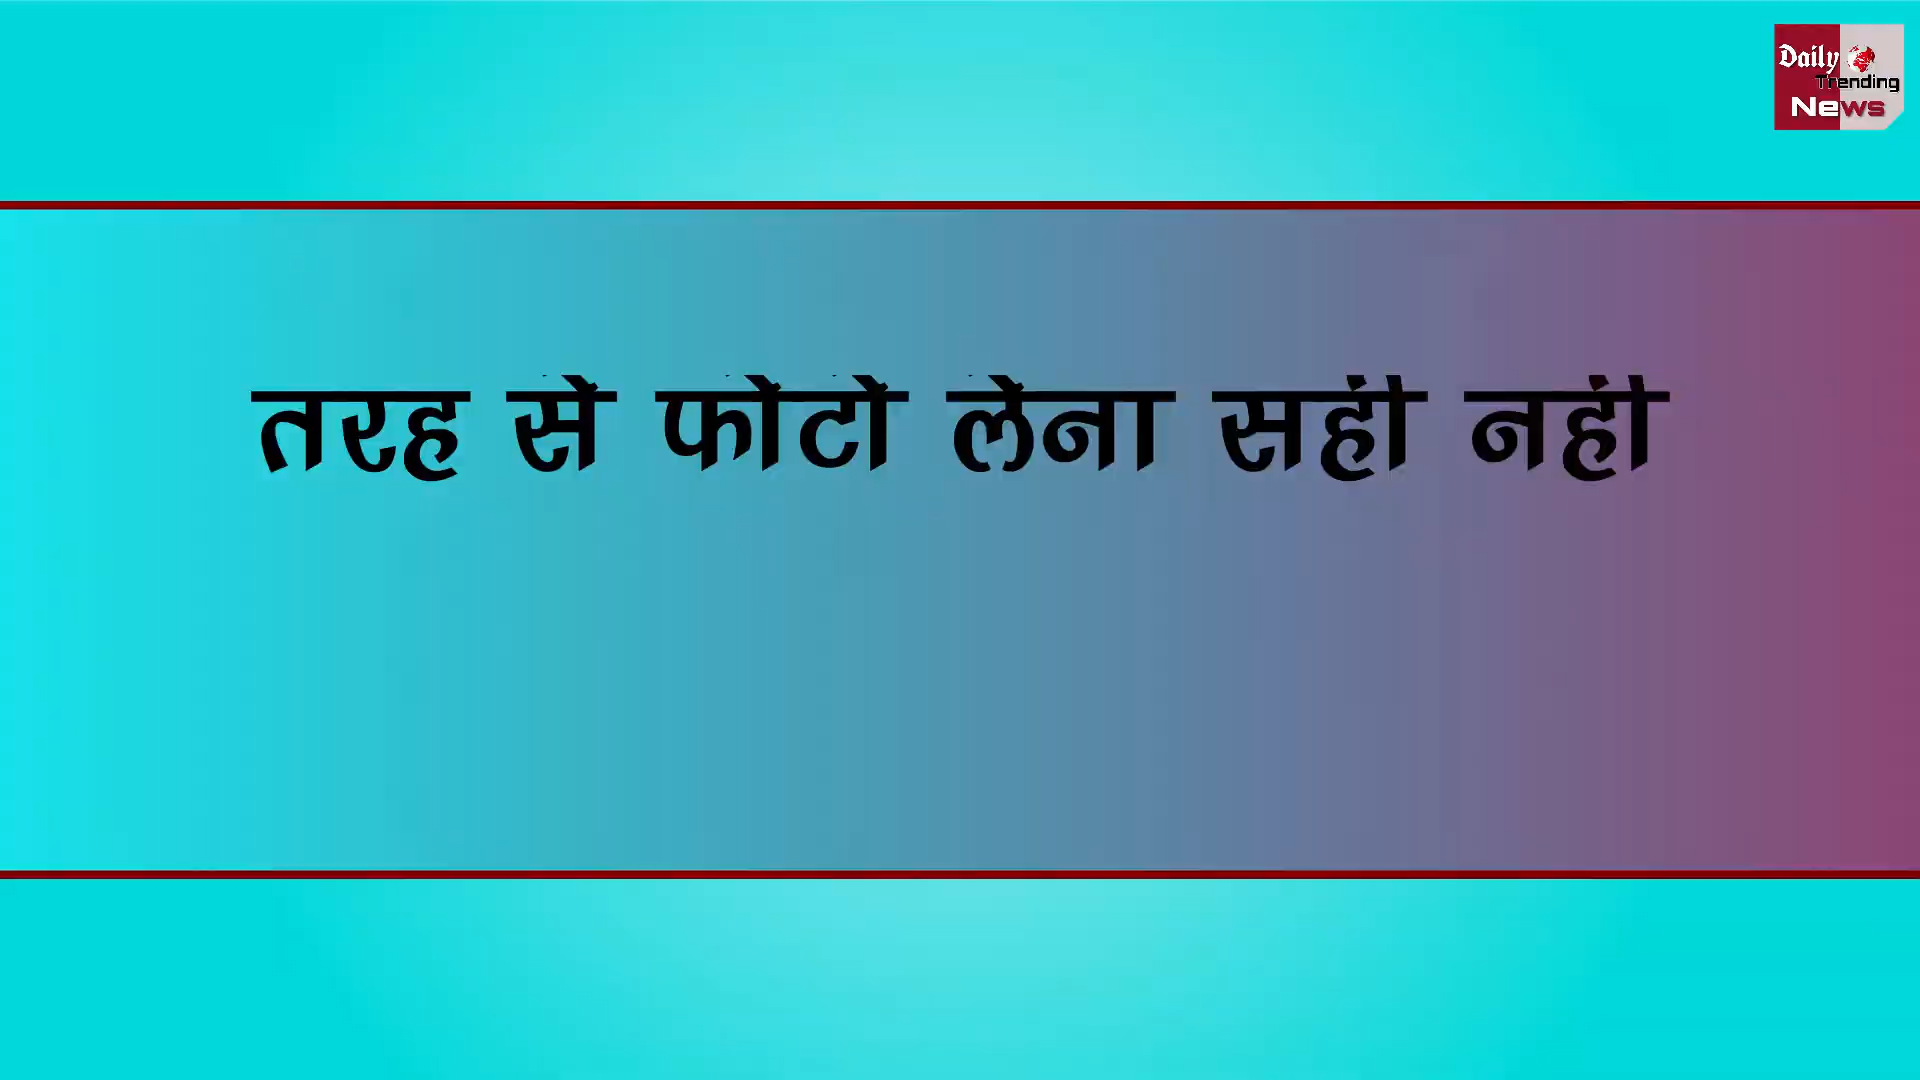 Daily
Trending
News
तरह से फोटो लेना सही नहीं